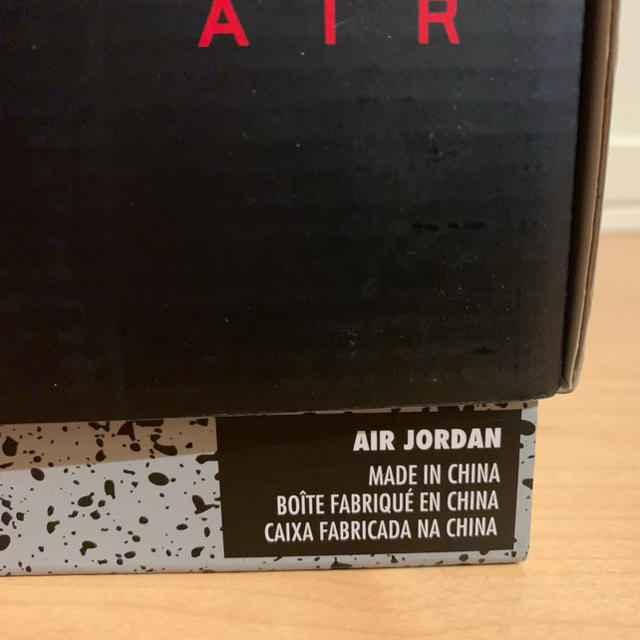 AIR
AIR JORDAN
MADE IN CHINA
BOÎTE FABRIQUÉ EN CHINA
CAIXA FABRICADA NA CHINA